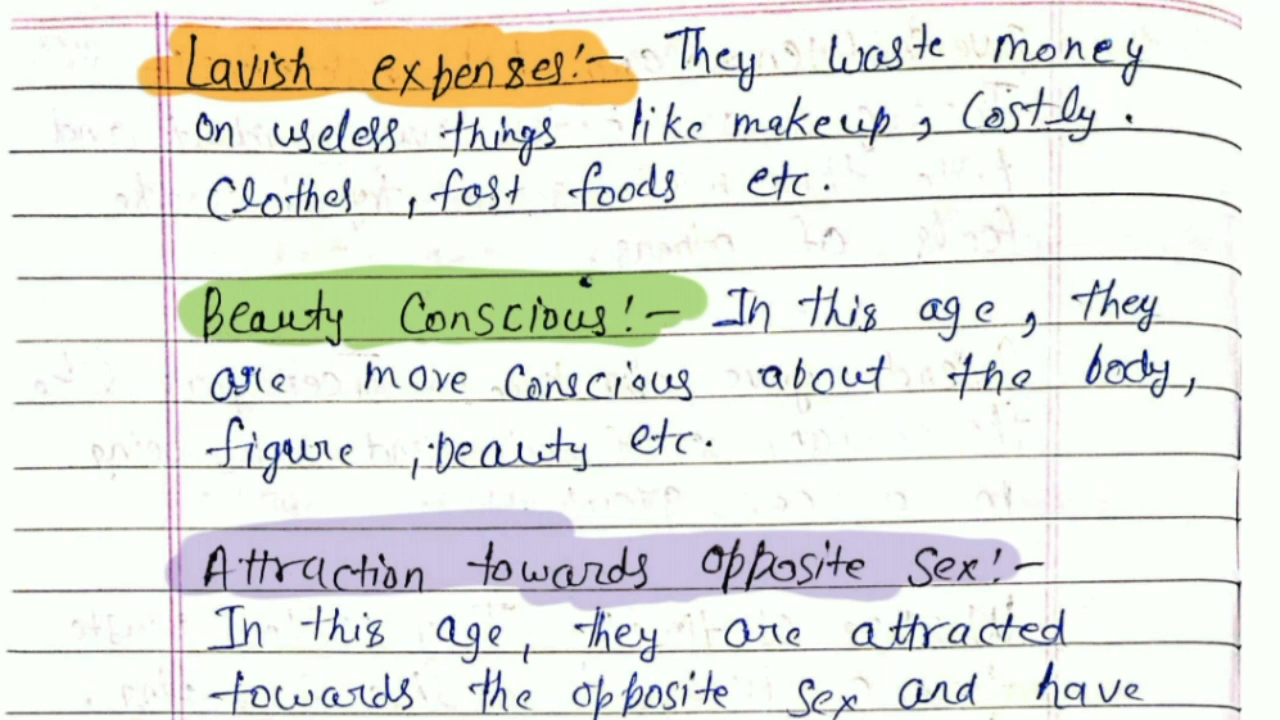 Lavish expenses:- They waste money
on useless things like makeup, Costly.
Clothes, fast foods etc.
Beauty Conscious:- In this age, they
are more Conscious about the body,
figure, beauty etc.
Attraction towards opposite Sex:-
In this age, they are attracted
towards the opposite sex and have